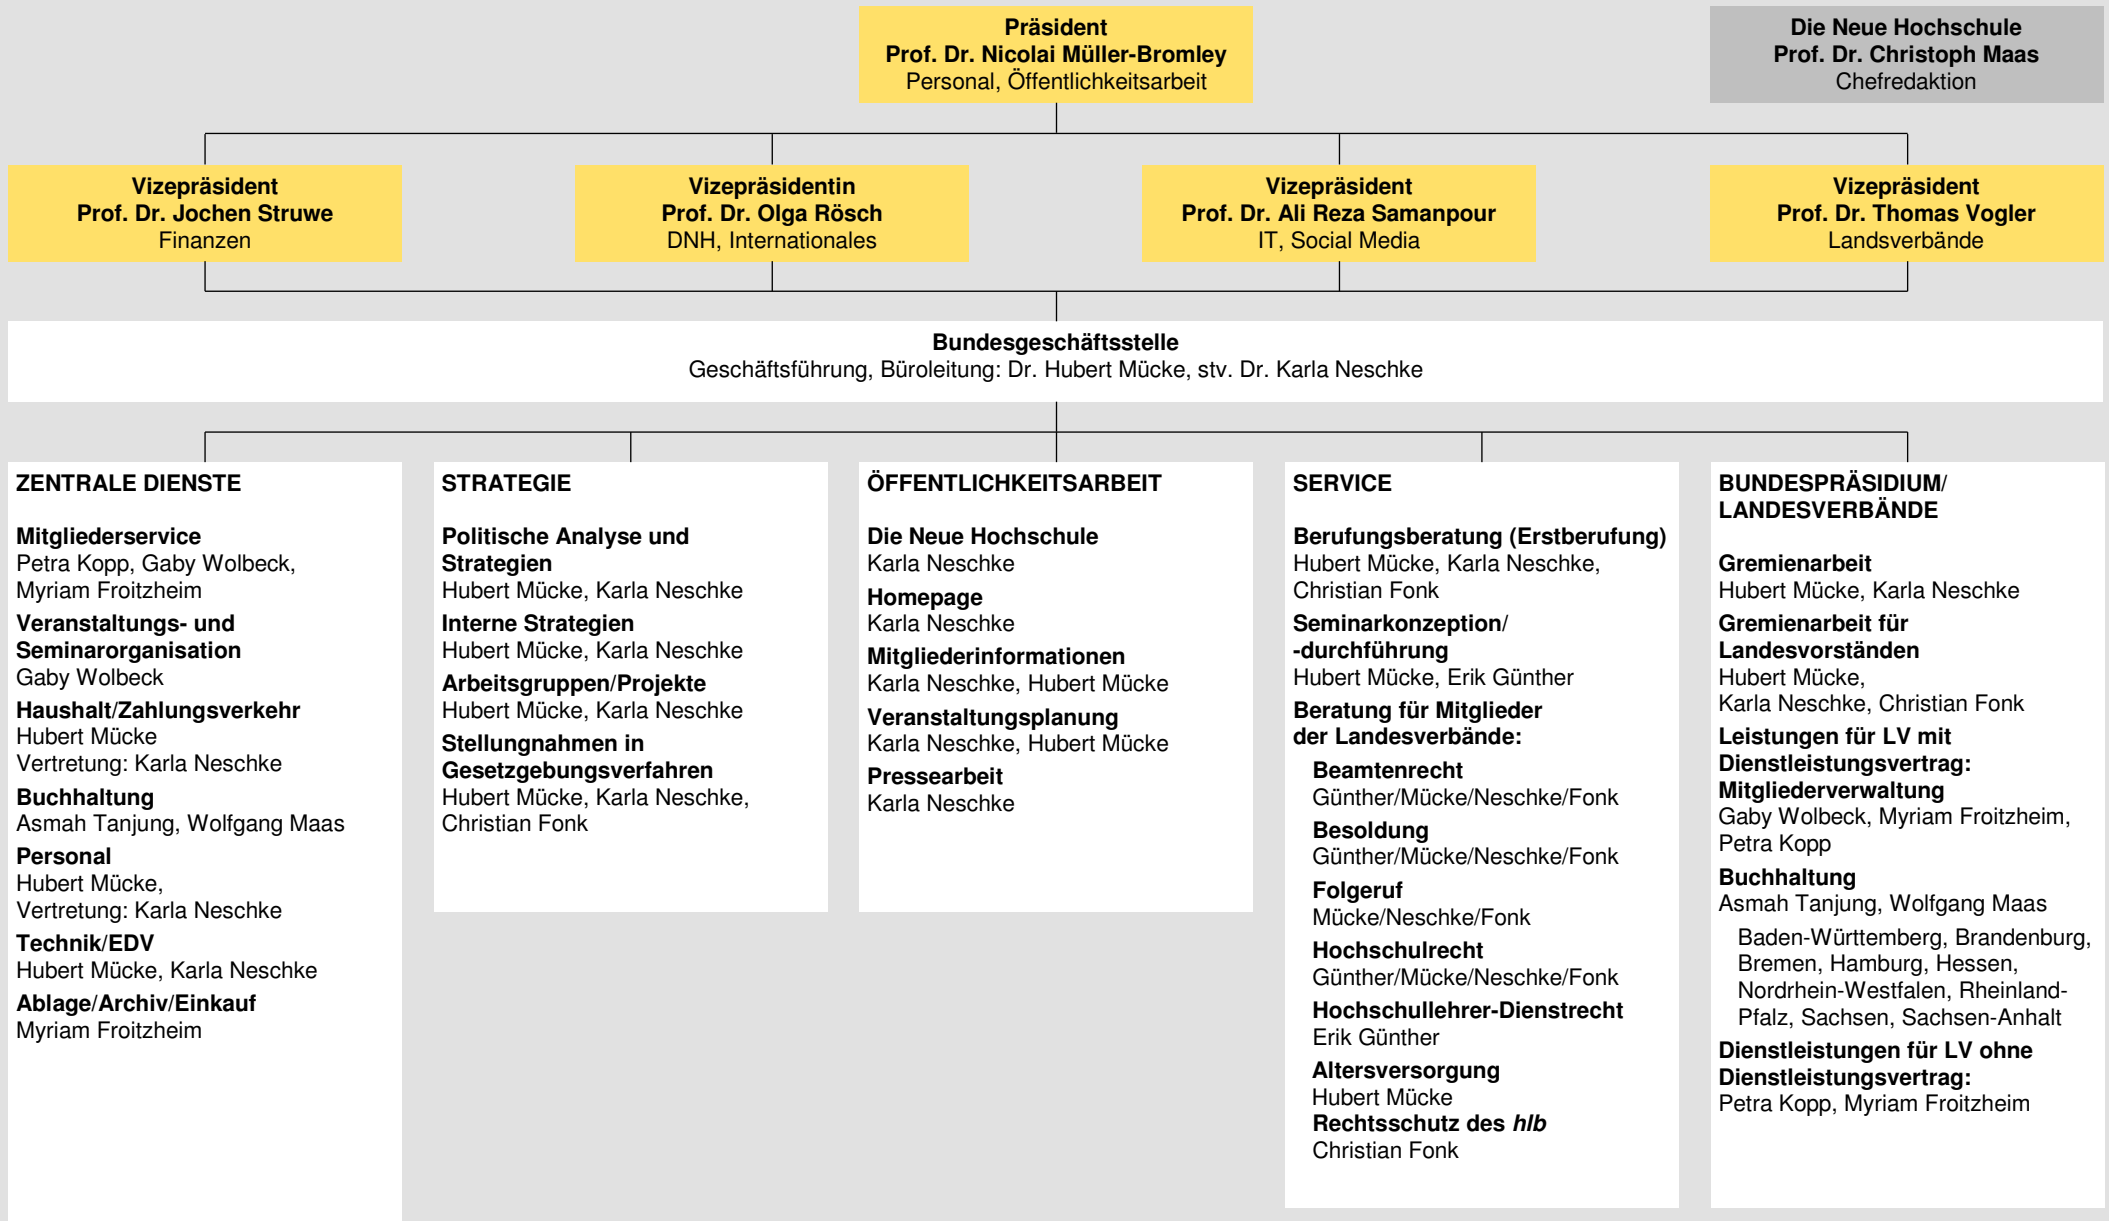 Präsident
Prof. Dr. Nicolai Müller-Bromley
Personal, Öffentlichkeitsarbeit
Die Neue Hochschule
Prof. Dr. Christoph Maas
Chefredaktion
Vizepräsident
Prof. Dr. Jochen Struwe
Finanzen
Vizepräsidentin
Prof. Dr. Olga Rösch
DNH, Internationales
Vizepräsident
Prof. Dr. Ali Reza Samanpour
IT, Social Media
Vizepräsident
Prof. Dr. Thomas Vogler
Landsverbände
Bundesgeschäftsstelle
Geschäftsführung, Büroleitung: Dr. Hubert Mücke, stv. Dr. Karla Neschke
ZENTRALE DIENSTE
Mitgliederservice
Petra Kopp, Gaby Wolbeck,
Myriam Froitzheim
Veranstaltungs- und
Seminarorganisation
Gaby Wolbeck
Haushalt/Zahlungsverkehr
Hubert Mücke
Vertretung: Karla Neschke
Buchhaltung
Asmah Tanjung, Wolfgang Maas
Personal
Hubert Mücke,
Vertretung: Karla Neschke
Technik/EDV
Hubert Mücke, Karla Neschke
Ablage/Archiv/Einkauf
Myriam Froitzheim
STRATEGIE
Politische Analyse und
Strategien
Hubert Mücke, Karla Neschke
Interne Strategien
Hubert Mücke, Karla Neschke
Arbeitsgruppen/Projekte
Hubert Mücke, Karla Neschke
Stellungnahmen in
Gesetzgebungsverfahren
Hubert Mücke, Karla Neschke,
Christian Fonk
ÖFFENTLICHKEITSARBEIT
Die Neue Hochschule
Karla Neschke
Homepage
Karla Neschke
Mitgliederinformationen
Karla Neschke, Hubert Mücke
Veranstaltungsplanung
Karla Neschke, Hubert Mücke
Pressearbeit
Karla Neschke
SERVICE
Berufungsberatung (Erstberufung)
Hubert Mücke, Karla Neschke,
Christian Fonk
Seminarkonzeption/
-durchführung
Hubert Mücke, Erik Günther
Beratung für Mitglieder
der Landesverbände:
Beamtenrecht
Günther/Mücke/Neschke/Fonk
Besoldung
Günther/Mücke/Neschke/Fonk
Folgeruf
Mücke/Neschke/Fonk
Hochschulrecht
Günther/Mücke/Neschke/Fonk
Hochschullehrer-Dienstrecht
Erik Günther
Altersversorgung
Hubert Mücke
Rechtsschutz des hlb
Christian Fonk
BUNDESPRÄSIDIUM/
LANDESVERBÄNDE
Gremienarbeit
Hubert Mücke, Karla Neschke
Gremienarbeit für
Landesvorständen
Hubert Mücke,
Karla Neschke, Christian Fonk
Leistungen für LV mit
Dienstleistungsvertrag:
Mitgliederverwaltung
Gaby Wolbeck, Myriam Froitzheim,
Petra Kopp
Buchhaltung
Asmah Tanjung, Wolfgang Maas
Baden-Württemberg, Brandenburg,
Bremen, Hamburg, Hessen,
Nordrhein-Westfalen, Rheinland-
Pfalz, Sachsen, Sachsen-Anhalt
Dienstleistungen für LV ohne
Dienstleistungsvertrag:
Petra Kopp, Myriam Froitzheim